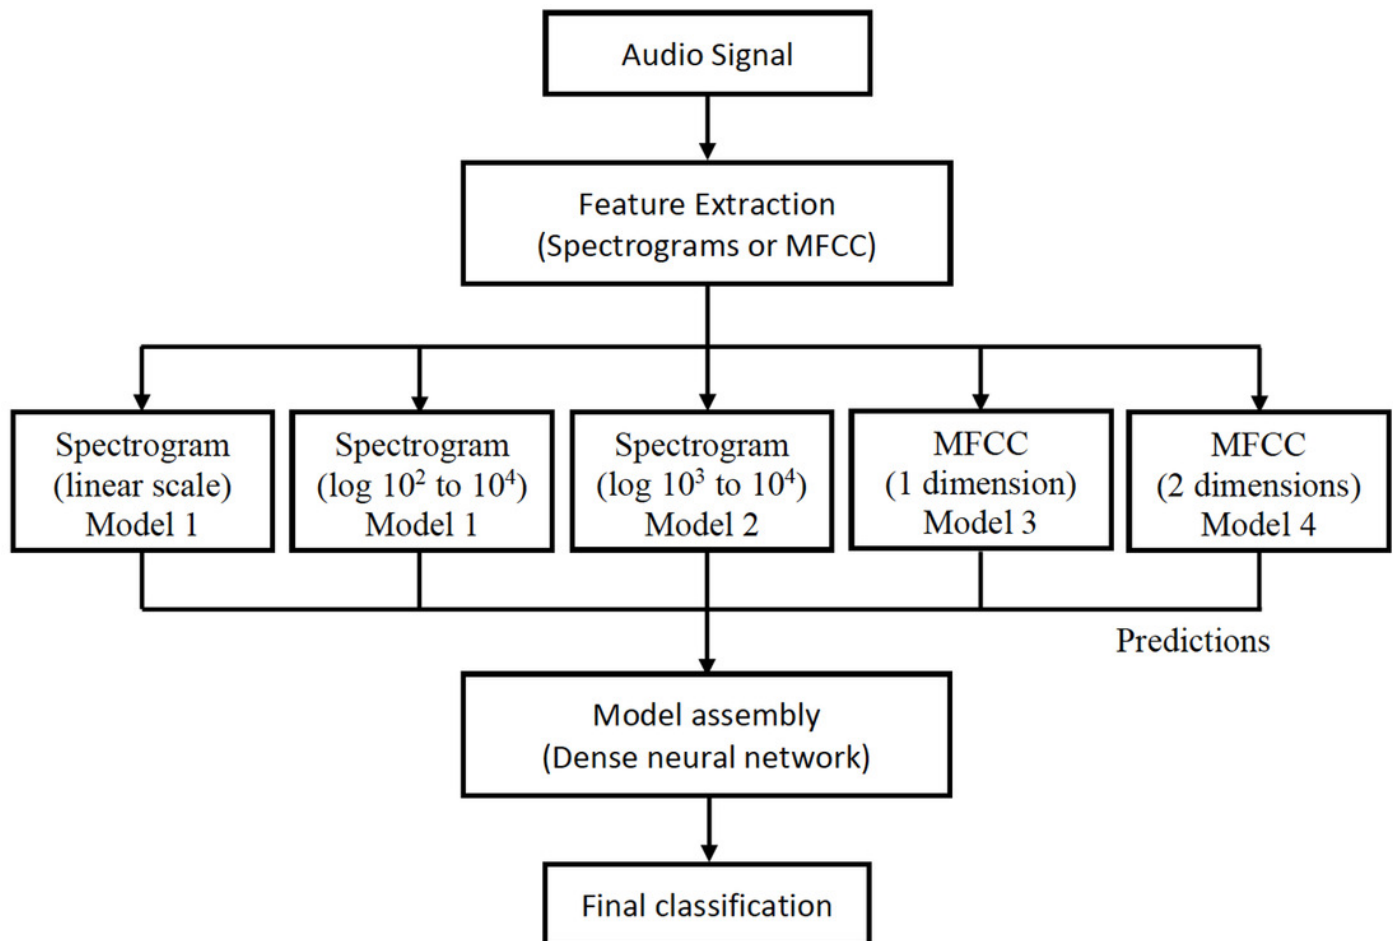 Audio Signal
Feature Extraction
(Spectrograms or MFCC)
Spectrogram
(linear scale)
Model 1
Spectrogram
(log 10² to 10⁴)
Model 1
Spectrogram
(log 10³ to 10⁴)
Model 2
MFCC
(1 dimension)
Model 3
MFCC
(2 dimensions)
Model 4
Predictions
Model assembly
(Dense neural network)
Final classification